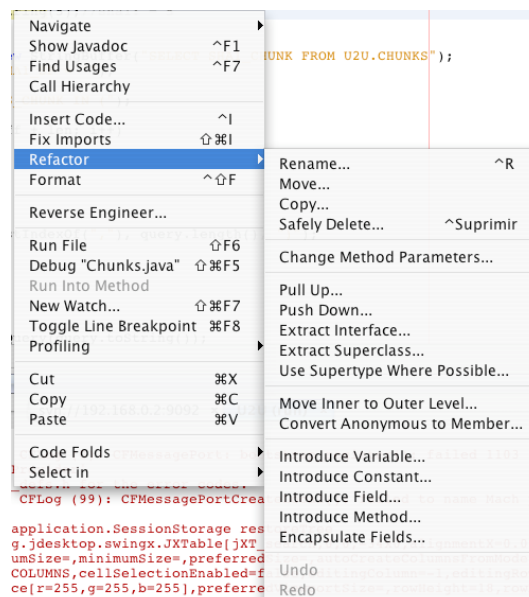 Navigate
Show Javadoc ^F1
Find Usages ^F7
Call Hierarchy
UNK FROM U2U.CHUNKS");
Insert Code... ^I
Fix Imports ⇧⌘I
Refactor
Format ^⇧F
Reverse Engineer...
Run File ⇧F6
Debug "Chunks.java" ⇧⌘F5
Run Into Method
New Watch... ⇧⌘F7
Toggle Line Breakpoint ⌘F8
Profiling
Cut ⌘X
Copy ⌘C
Paste ⌘V
Code Folds
Select in
Rename... ^R
Move...
Copy...
Safely Delete... ^Suprimir
Change Method Parameters...
Pull Up...
Push Down...
Extract Interface...
Extract Superclass...
Use Supertype Where Possible...
Move Inner to Outer Level...
Convert Anonymous to Member...
Introduce Variable...
Introduce Constant...
Introduce Field...
Introduce Method...
Encapsulate Fields...
Undo
Redo
CFLog (99): CFMessagePortCreat
application.SessionStorage res
g.jdesktop.swingx.JXTable[jXT
umSize=,minimumSize=,preferred
COLUMNS,cellSelectionEnabled=f
ce[r=255,g=255,b=255],preferre